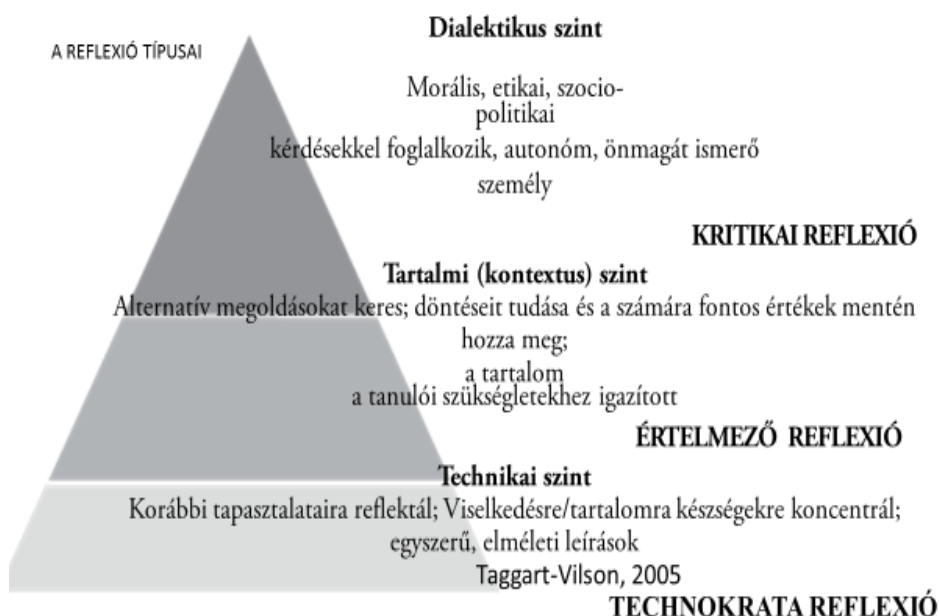 Dialektikus szint
A REFLEXIÓ TÍPUSAI
Morális, etikai, szocio-
politikai
kérdésekkel foglalkozik, autonóm, önmagát ismerő
személy
KRITIKAI REFLEXIÓ
Tartalmi (kontextus) szint
Alternatív megoldásokat keres; döntéseit tudása és a számára fontos értékek mentén
hozza meg;
a tartalom
a tanulói szükségletekhez igazított
ÉRTELMEZŐ REFLEXIÓ
Technikai szint
Korábbi tapasztalataira reflektál; Viselkedésre/tartalomra készségekre koncentrál;
egyszerű, elméleti leírások
Taggart-Vilson, 2005
TECHNOKRATA REFLEXIÓ